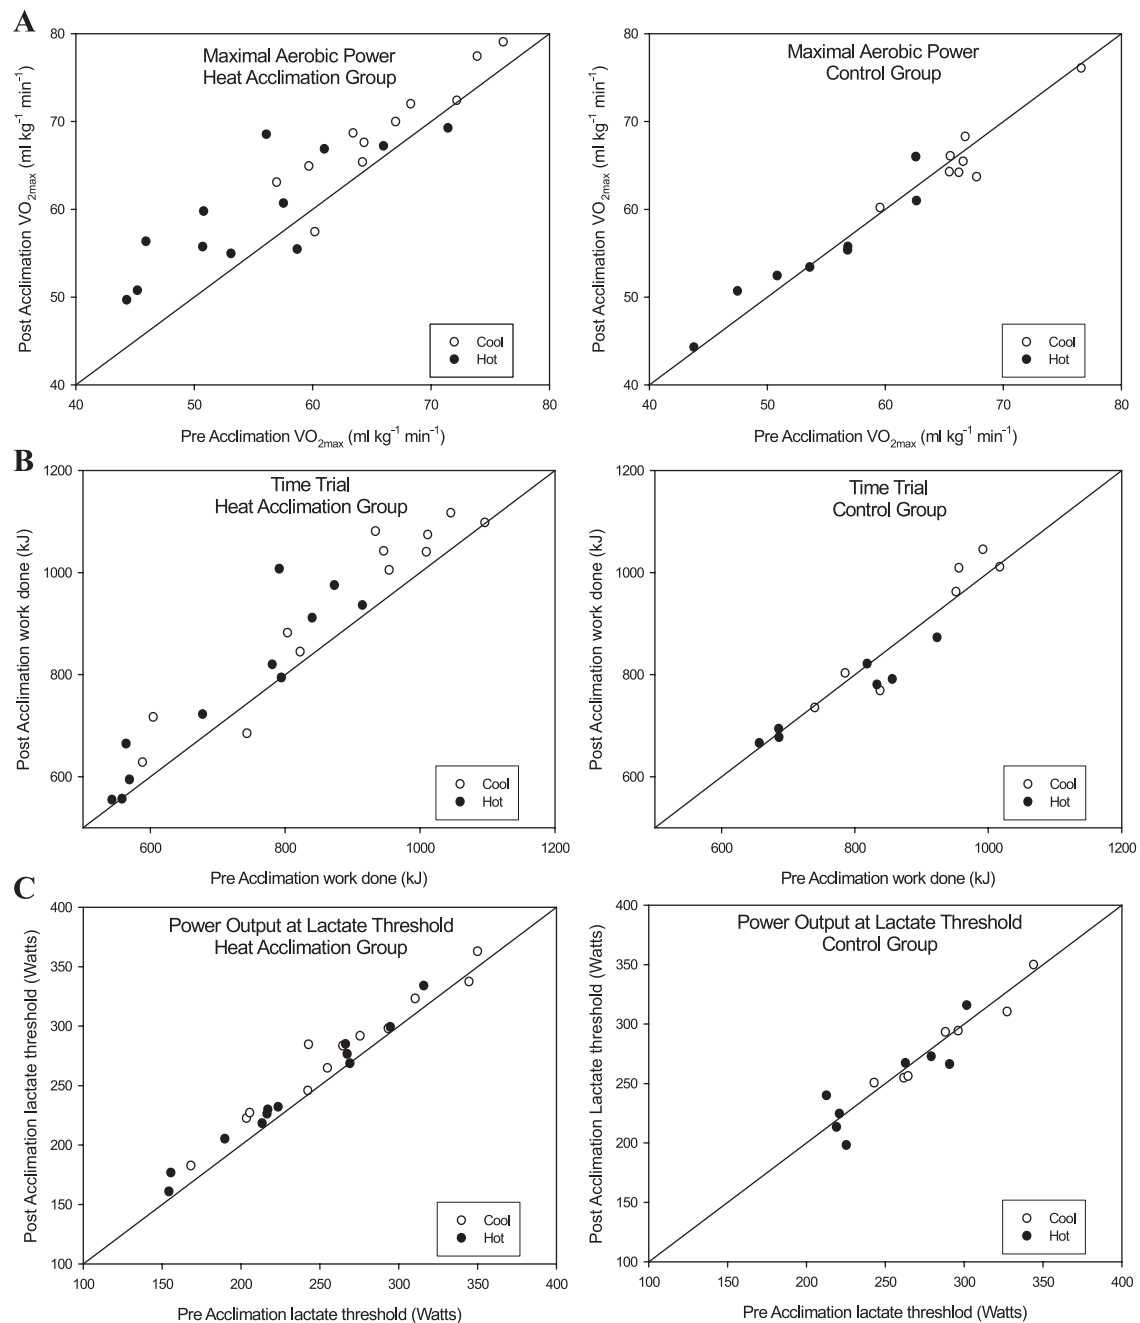 A
Maximal Aerobic Power
Heat Acclimation Group
Post Acclimation VO2max (ml kg⁻¹ min⁻¹)
80
70
60
50
40
Cool
Hot
40 50 60 70 80
Pre Acclimation VO2max (ml kg⁻¹ min⁻¹)
Maximal Aerobic Power
Control Group
Post Acclimation VO2max (ml kg⁻¹ min⁻¹)
80
70
60
50
40
Cool
Hot
40 50 60 70 80
Pre Acclimation VO2max (ml kg⁻¹ min⁻¹)
B
Time Trial
Heat Acclimation Group
Post Acclimation work done (kJ)
1200
1000
800
600
Cool
Hot
600 800 1000 1200
Pre Acclimation work done (kJ)
Time Trial
Control Group
Post Acclimation work done (kJ)
1200
1000
800
600
Cool
Hot
600 800 1000 1200
Pre Acclimation work done (kJ)
C
Power Output at Lactate Threshold
Heat Acclimation Group
Post Acclimation lactate threshold (Watts)
400
350
300
250
200
150
100
Cool
Hot
100 150 200 250 300 350 400
Pre Acclimation lactate threshold (Watts)
Power Output at Lactate Threshold
Control Group
Post Acclimation Lactate threshold (Watts)
400
350
300
250
200
150
100
Cool
Hot
100 150 200 250 300 350 400
Pre Acclimation lactate threshlod (Watts)